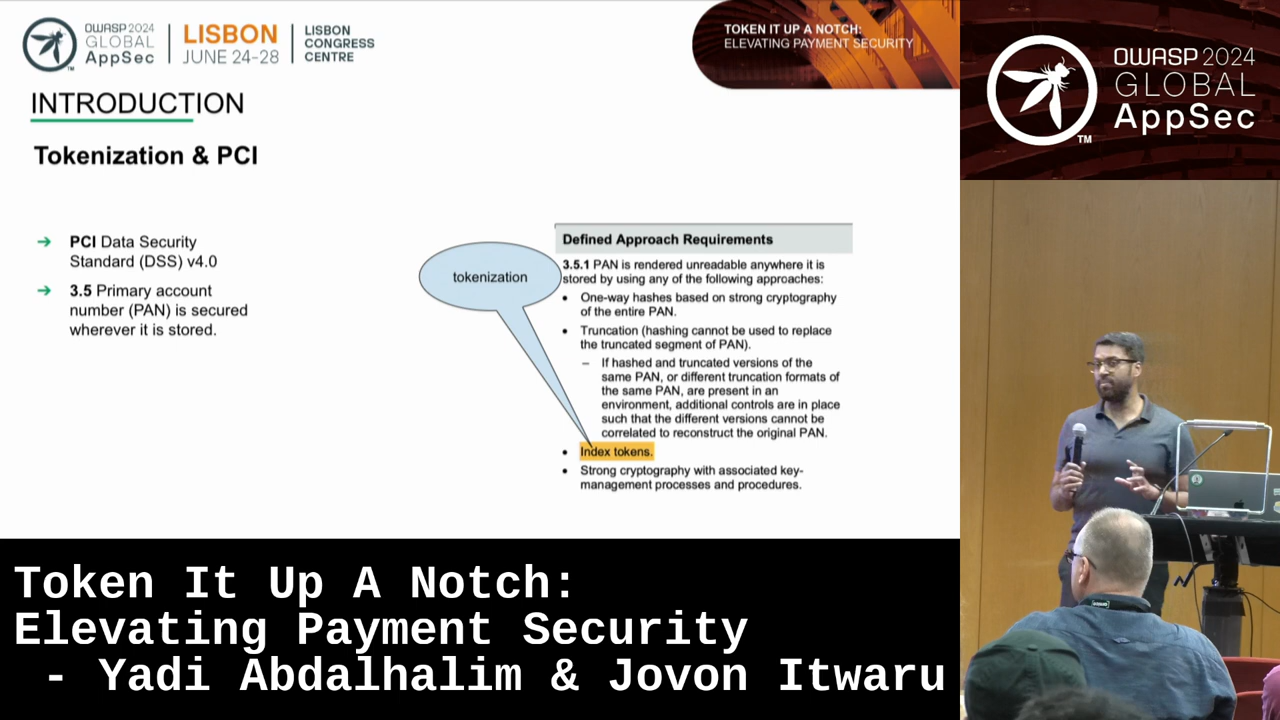 OWASP 2024
GLOBAL
AppSec
LISBON
JUNE 24-28
LISBON
CONGRESS
CENTRE
TOKEN IT UP A NOTCH:
ELEVATING PAYMENT SECURITY
INTRODUCTION
Tokenization & PCI
➔ PCI Data Security
Standard (DSS) v4.0
➔ 3.5 Primary account
number (PAN) is secured
wherever it is stored.
tokenization
Defined Approach Requirements
3.5.1 PAN is rendered unreadable anywhere it is
stored by using any of the following approaches:
• One-way hashes based on strong cryptography
of the entire PAN.
• Truncation (hashing cannot be used to replace
the truncated segment of PAN).
– If hashed and truncated versions of the
same PAN, or different truncation formats of
the same PAN, are present in an
environment, additional controls are in place
such that the different versions cannot be
correlated to reconstruct the original PAN.
• Index tokens.
• Strong cryptography with associated key-
management processes and procedures.
OWASP 2024
GLOBAL
AppSec
TM
Token It Up A Notch:
Elevating Payment Security
- Yadi Abdalhalim & Jovon Itwaru